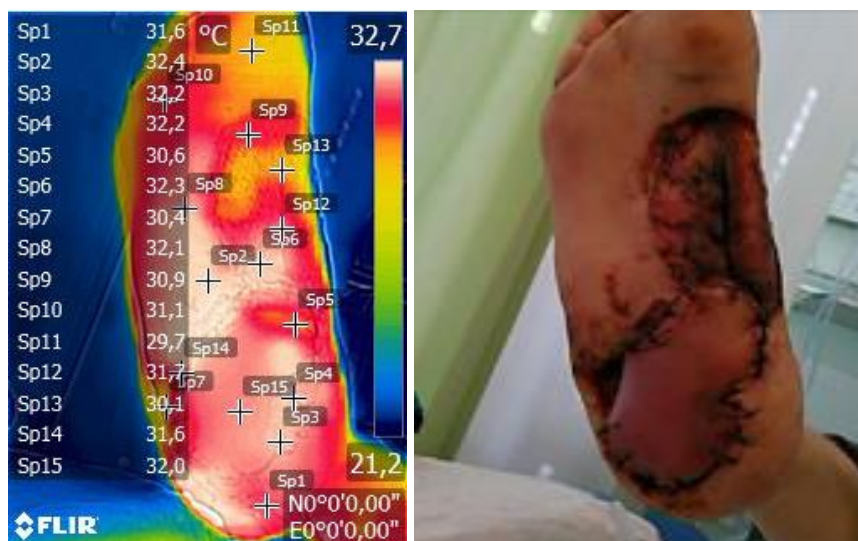 Sp1 31,6 °C Sp11 32,7
Sp2 32,4
Sp3 32,2 Sp10
Sp4 32,2 Sp9
Sp5 30,6 Sp13
Sp6 32,3 Sp8
Sp7 30,4 Sp12
Sp8 32,1 Sp2 Sp6
Sp9 30,9
Sp10 31,1 Sp5
Sp11 29,7
Sp12 31,7 Sp14
Sp13 30,1 Sp7 Sp15 Sp4
Sp14 31,6 Sp3
Sp15 32,0 21,2
Sp1
N0°0'0,00"
E0°0'0,00"
FLIR